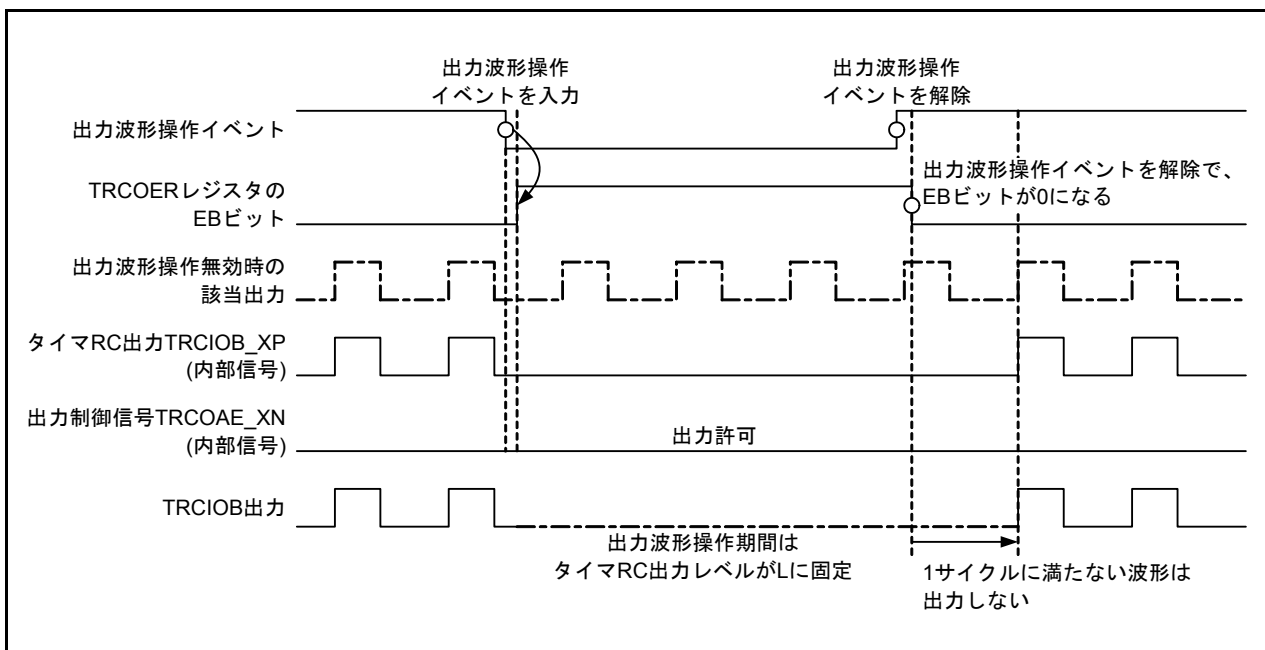 出力波形操作
イベントを入力
出力波形操作
イベントを解除
出力波形操作イベント
出力波形操作イベントを解除で、
EBビットが0になる
TRCOERレジスタの
EBビット
出力波形操作無効時の
該当出力
タイマRC出力TRCIOB_XP
(内部信号)
出力制御信号TRCOAE_XN
(内部信号)
出力許可
TRCIOB出力
出力波形操作期間は
タイマRC出力レベルがLに固定
1サイクルに満たない波形は
出力しない